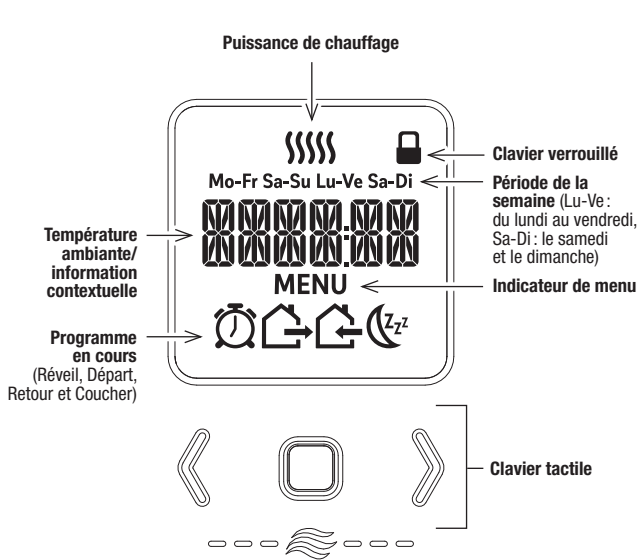 Puissance de chauffage
Clavier verrouillé
Mo-Fr Sa-Su Lu-Ve Sa-Di
Période de la
semaine (Lu-Ve :
du lundi au vendredi,
Sa-Di : le samedi
et le dimanche)
Température
ambiante/
information
contextuelle
MENU
Indicateur de menu
Programme
en cours
(Réveil, Départ,
Retour et Coucher)
Zzz
Clavier tactile